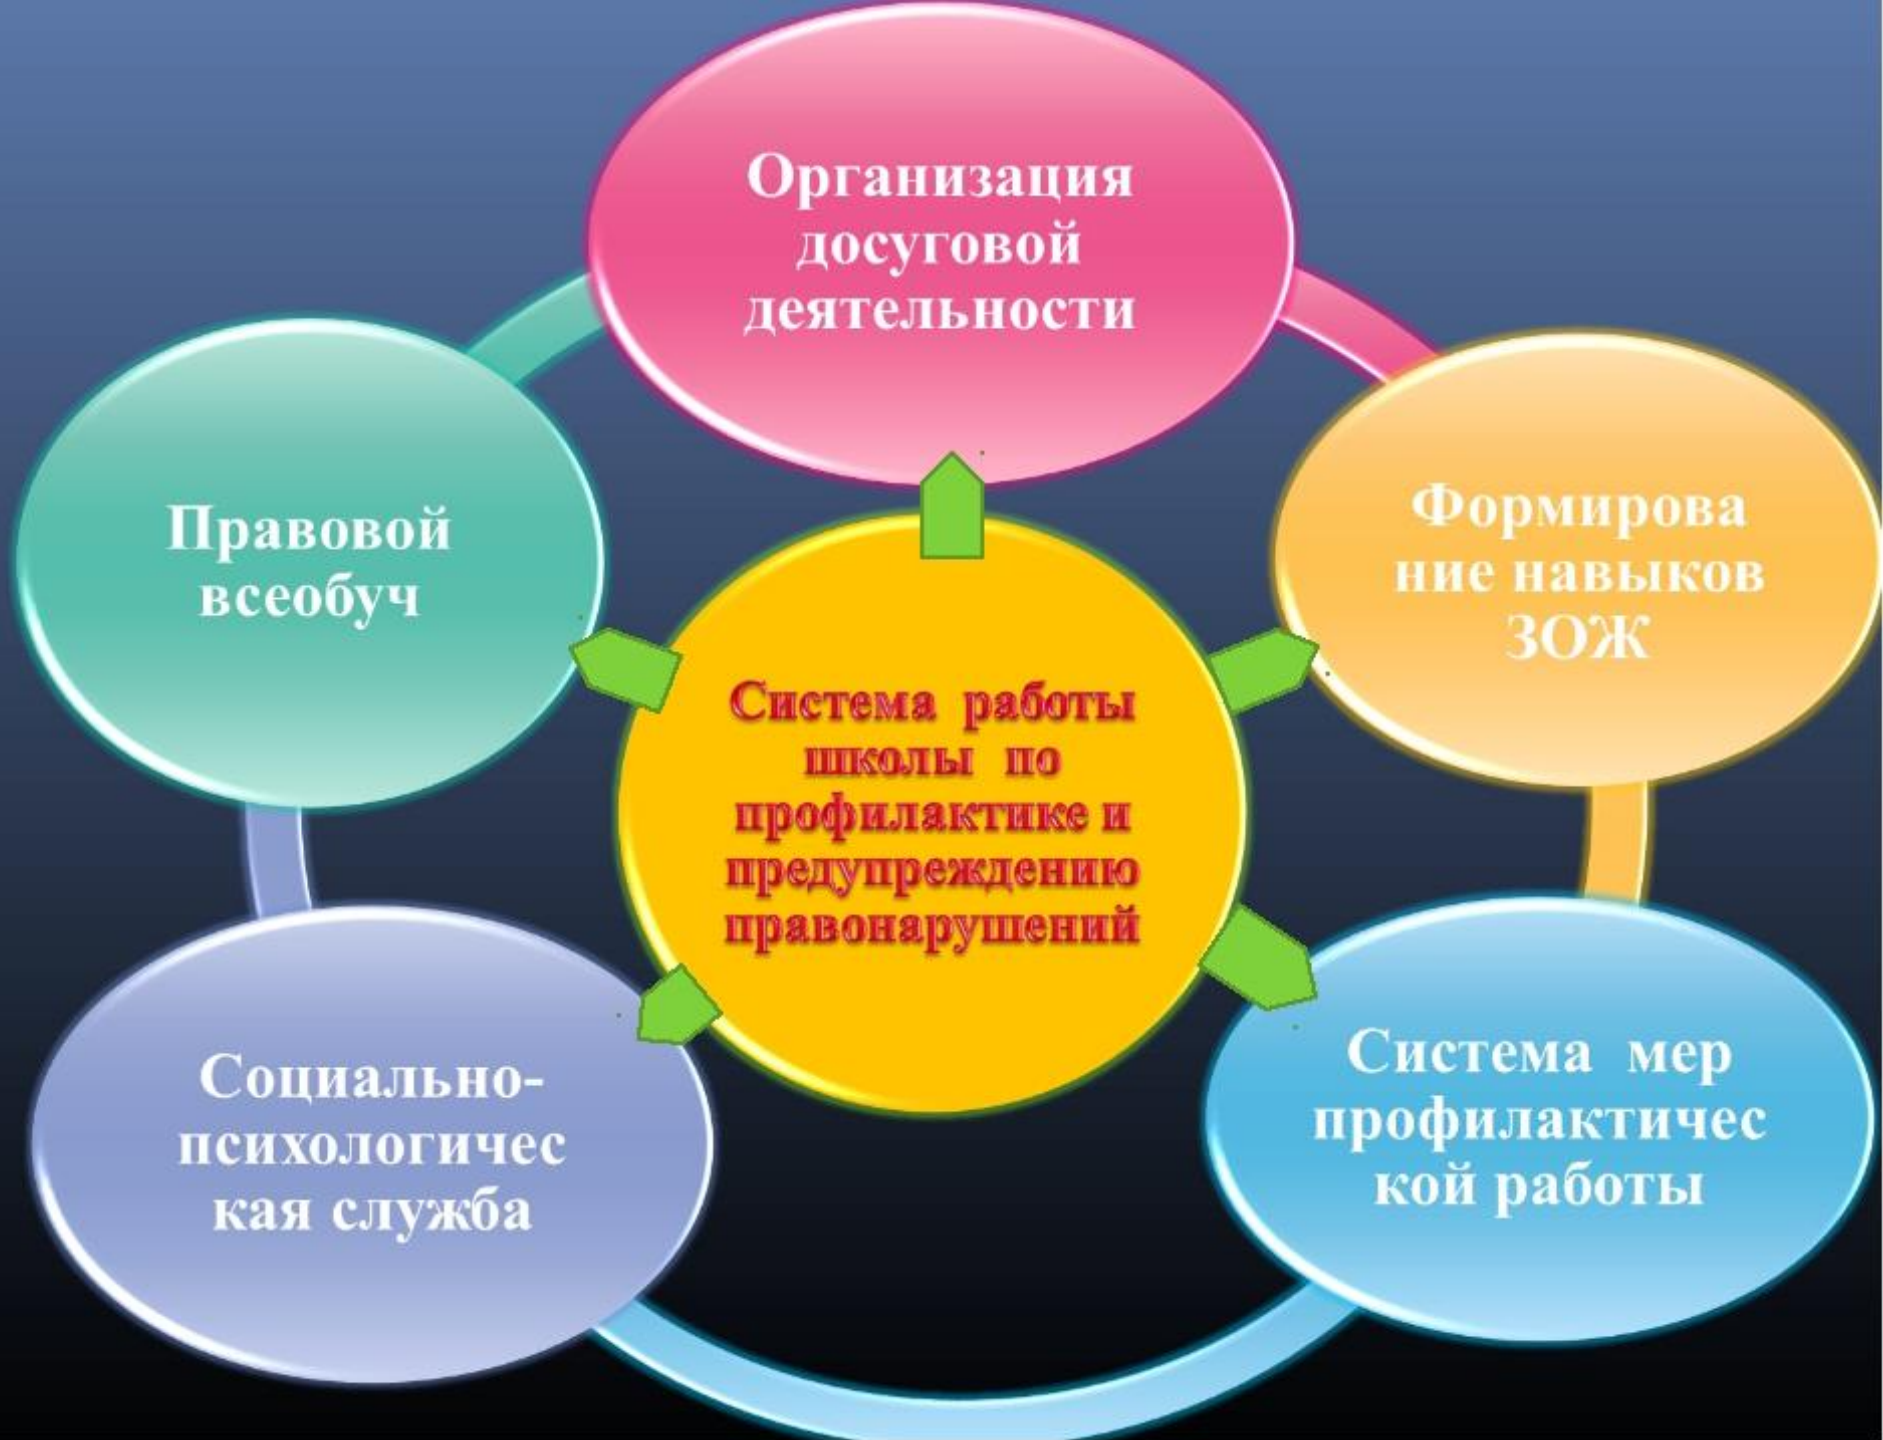 Организация
досуговой
деятельности
Правовой
всеобуч
Формирова
ние навыков
ЗОЖ
Система работы
школы по
профилактике и
предупреждению
правонарушений
Социально-
психологичес
кая служба
Система мер
профилактичес
кой работы